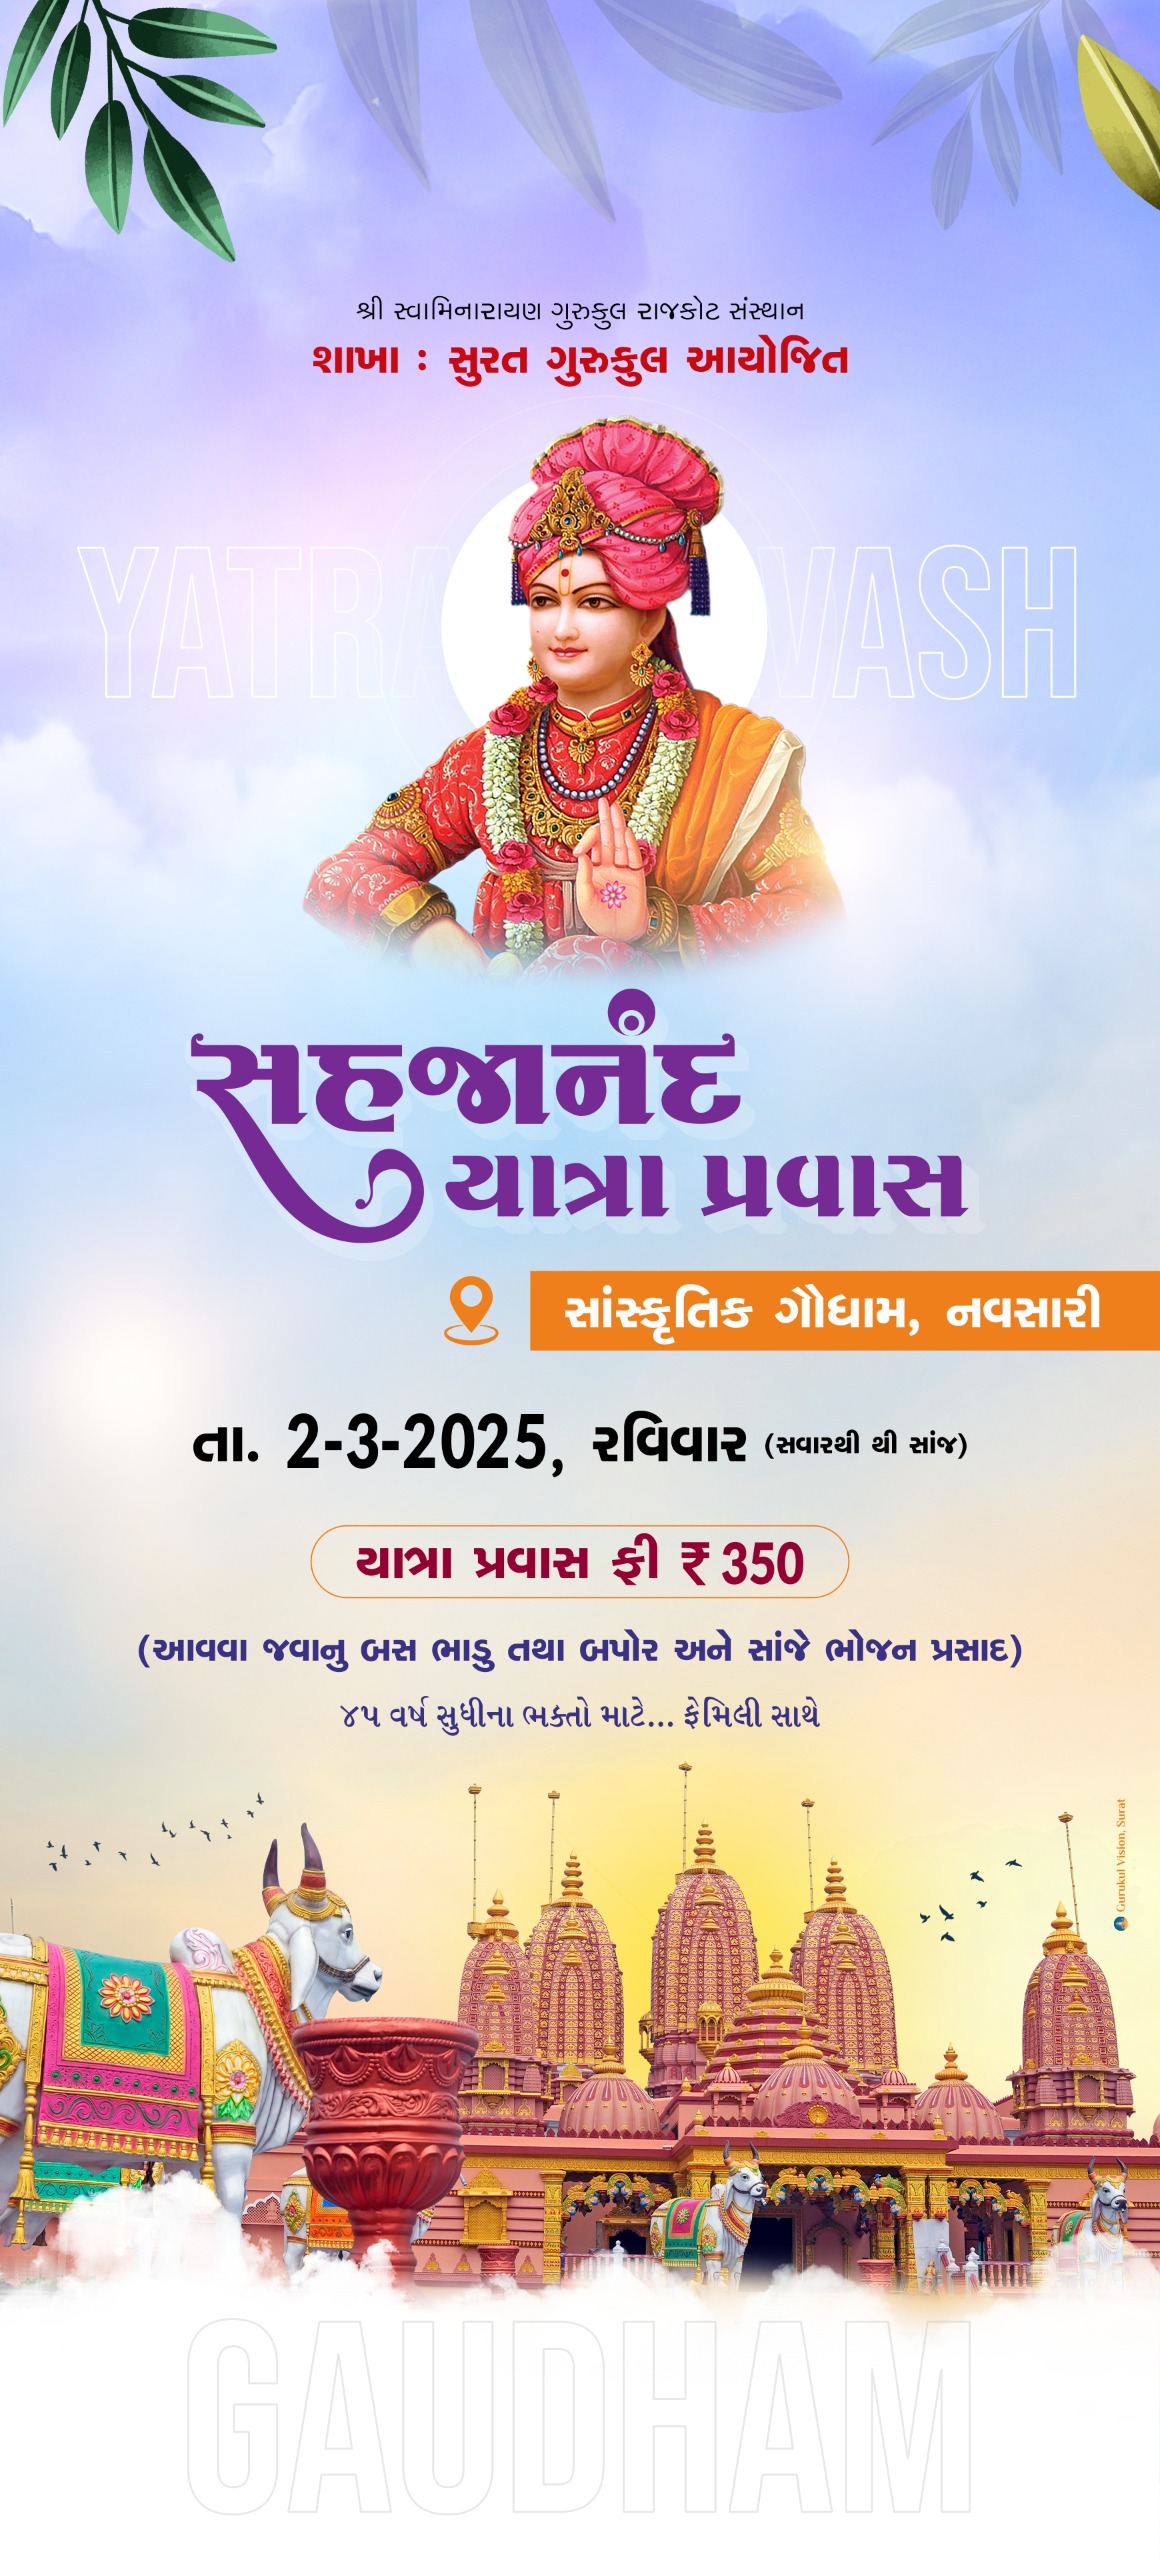 શ્રી સ્વામિનારાયણ ગુરુકુલ રાજકોટ સંસ્થાન
શાખા : સુરત ગુરુકુલ આયોજિત
YATRA VASH
સહજાનંદ
યાત્રા પ્રવાસ
સાંસ્કૃતિક ગૌધામ, નવસારી
તા. 2-3-2025, રવિવાર (સવારથી થી સાંજ)
યાત્રા પ્રવાસ ફી ₹ 350
(આવવા જવાનુ બસ ભાડુ તથા બપોર અને સાંજે ભોજન પ્રસાદ)
૪૫ વર્ષ સુધીના ભક્તો માટે... ફેમિલી સાથે
Gurukul Vision, Surat
GAUDHAM